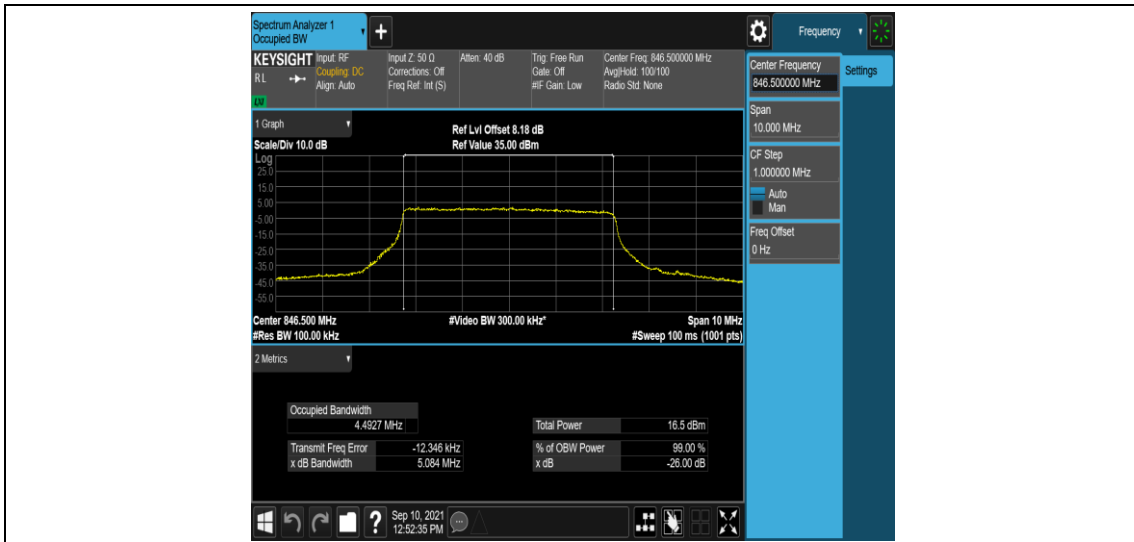 Spectrum Analyzer 1
Occupied BW
+
Frequency
KEYSIGHT
RL
LXI
Input: RF
Coupling: DC
Align: Auto
Input Z: 50 Ω
Corrections: Off
Freq Ref: Int (S)
Atten: 40 dB
Trig: Free Run
Gate: Off
#IF Gain: Low
Center Freq: 846.500000 MHz
Avg|Hold: 100/100
Radio Std: None
Center Frequency
846.500000 MHz
Settings
Span
10.000 MHz
CF Step
1.000000 MHz
Auto
Man
Freq Offset
0 Hz
1 Graph
Scale/Div 10.0 dB
Ref Lvl Offset 8.18 dB
Ref Value 35.00 dBm
Log
25.0
15.0
5.00
-5.00
-15.0
-25.0
-35.0
-45.0
-55.0
Center 846.500 MHz
#Res BW 100.00 kHz
#Video BW 300.00 kHz*
Span 10 MHz
#Sweep 100 ms (1001 pts)
2 Metrics
Occupied Bandwidth
4.4927 MHz
Total Power 16.5 dBm
Transmit Freq Error -12.346 kHz
% of OBW Power 99.00 %
x dB Bandwidth 5.084 MHz
x dB -26.00 dB
?
Sep 10, 2021
12:52:35 PM